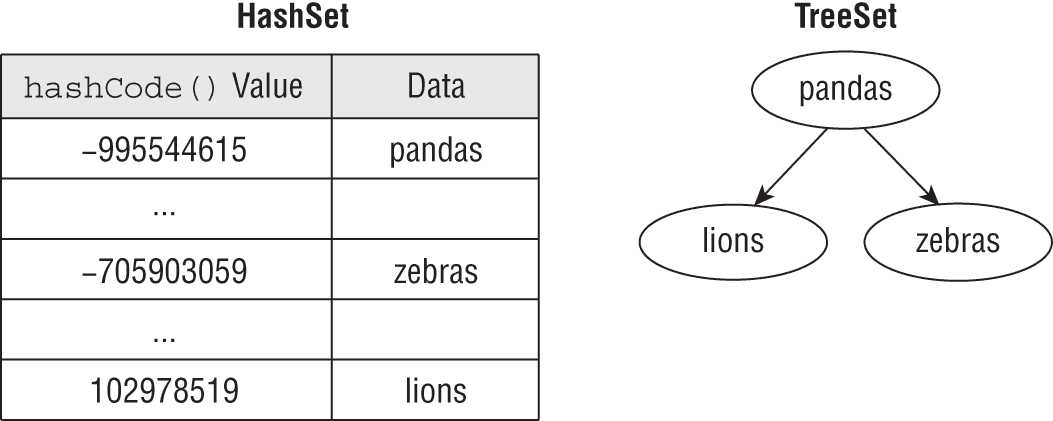 HashSet
hashCode() Value Data
–995544615 pandas
...
–705903059 zebras
...
102978519 lions
TreeSet
pandas
lions zebras